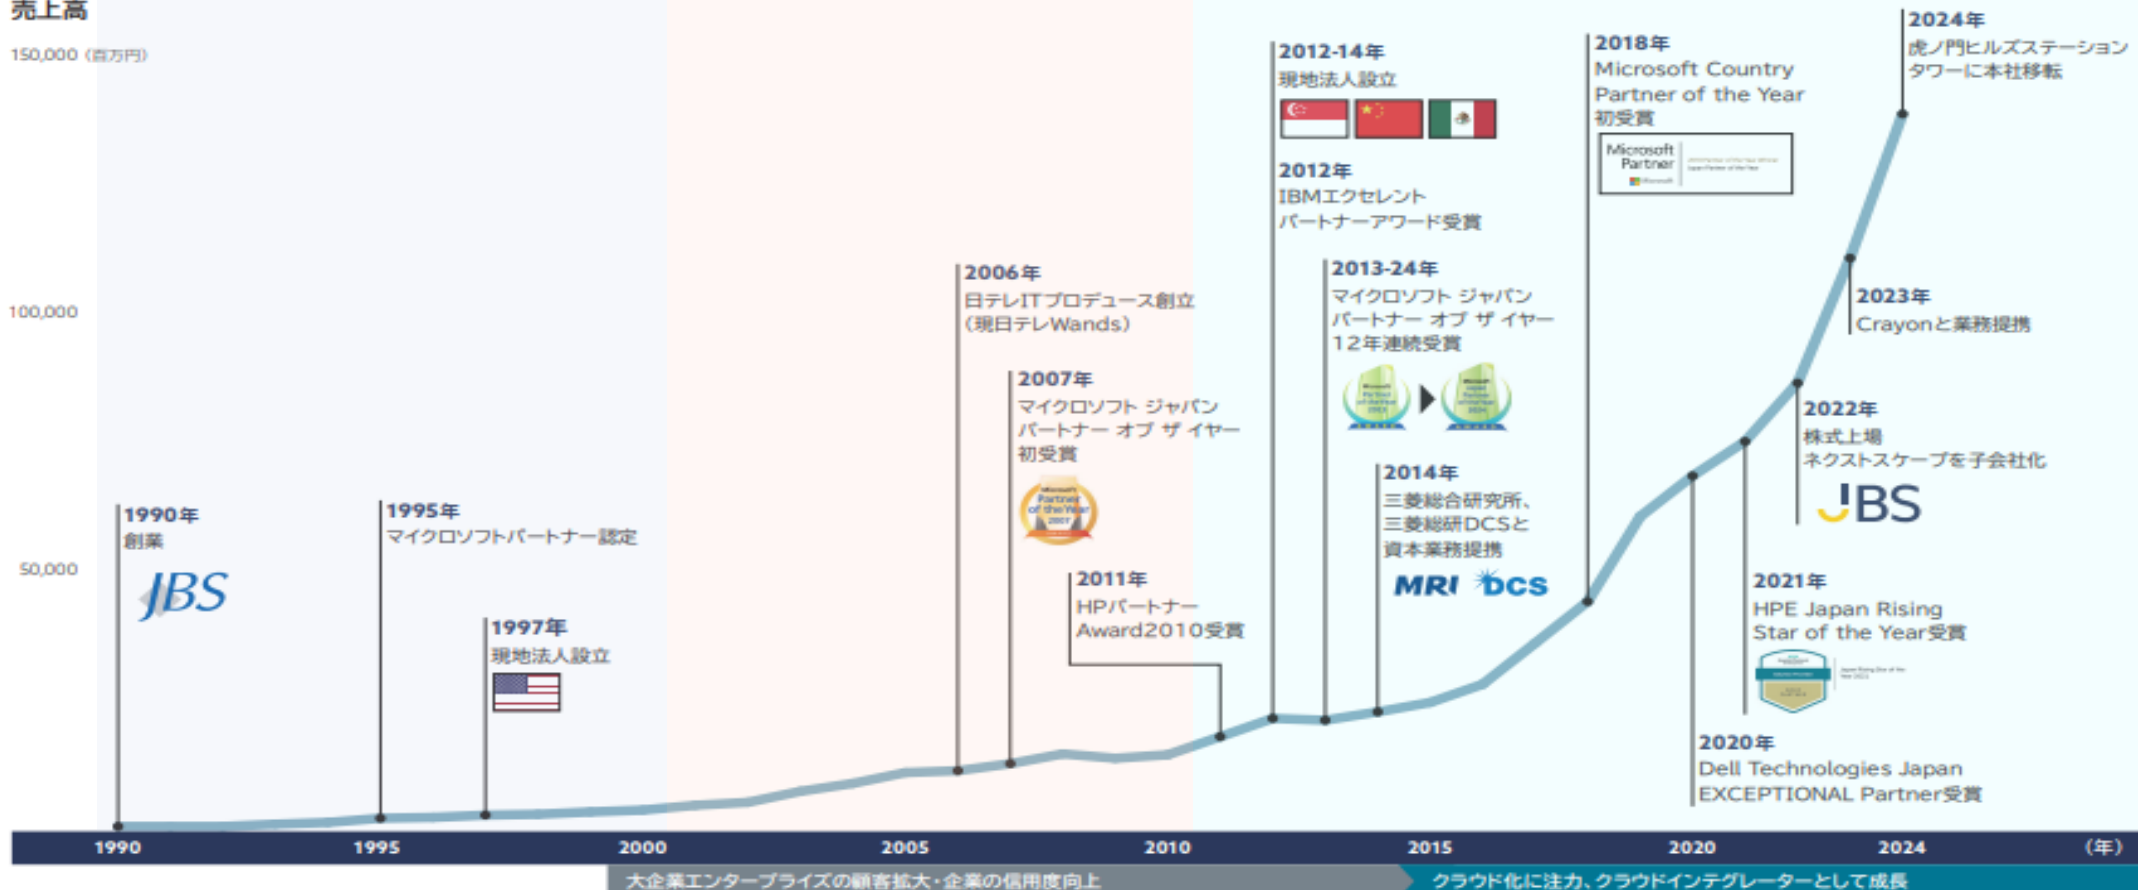 売上高
150,000 (百万円)
100,000
50,000
1990年
創業
JBS
1995年
マイクロソフトパートナー認定
1997年
現地法人設立
2006年
日テレITプロデュース創立
(現日テレWands)
2007年
マイクロソフト ジャパン
パートナー オブ ザ イヤー
初受賞
Microsoft
Partner
of the Year
2007
2011年
HPパートナー
Award2010受賞
2012-14年
現地法人設立
2012年
IBMエクセレント
パートナーアワード受賞
2013-24年
マイクロソフト ジャパン
パートナー オブ ザ イヤー
12年連続受賞
2014年
三菱総合研究所、
三菱総研DCSと
資本業務提携
MRI DCS
2018年
Microsoft Country
Partner of the Year
初受賞
Microsoft
Partner
Microsoft
2020年
Dell Technologies Japan
EXCEPTIONAL Partner受賞
2021年
HPE Japan Rising
Star of the Year受賞
2022年
株式上場
ネクストスケープを子会社化
JBS
2023年
Crayonと業務提携
2024年
虎ノ門ヒルズステーション
タワーに本社移転
1990 1995 2000 2005 2010 2015 2020 2024 (年)
大企業エンタープライズの顧客拡大・企業の信用度向上
クラウド化に注力、クラウドインテグレーターとして成長